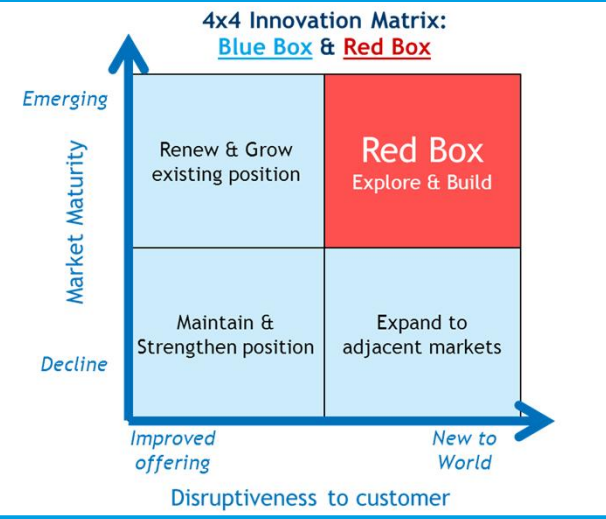 4x4 Innovation Matrix:
Blue Box & Red Box
Emerging
Market Maturity
Decline
Renew & Grow
existing position
Red Box
Explore & Build
Maintain &
Strengthen position
Expand to
adjacent markets
Improved
offering
New to
World
Disruptiveness to customer